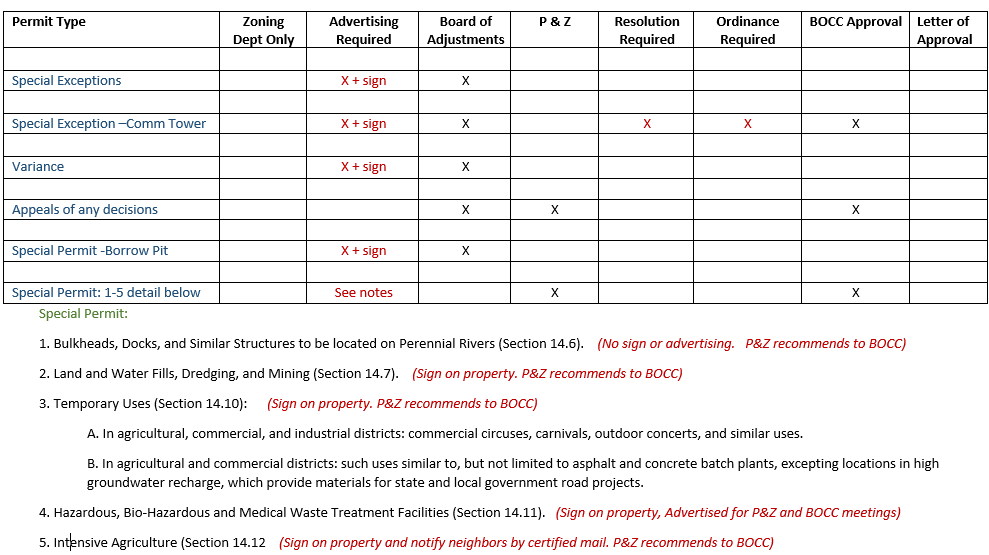 Permit Type Zoning Dept Only Advertising Required Board of Adjustments P & Z Resolution Required Ordinance Required BOCC Approval Letter of Approval
Special Exceptions X + sign X
Special Exception –Comm Tower X + sign X X X X
Variance X + sign X
Appeals of any decisions X X X
Special Permit -Borrow Pit X + sign X
Special Permit: 1-5 detail below See notes X X
Special Permit:
1. Bulkheads, Docks, and Similar Structures to be located on Perennial Rivers (Section 14.6). (No sign or advertising. P&Z recommends to BOCC)
2. Land and Water Fills, Dredging, and Mining (Section 14.7). (Sign on property. P&Z recommends to BOCC)
3. Temporary Uses (Section 14.10): (Sign on property. P&Z recommends to BOCC)
A. In agricultural, commercial, and industrial districts: commercial circuses, carnivals, outdoor concerts, and similar uses.
B. In agricultural and commercial districts: such uses similar to, but not limited to asphalt and concrete batch plants, excepting locations in high
groundwater recharge, which provide materials for state and local government road projects.
4. Hazardous, Bio-Hazardous and Medical Waste Treatment Facilities (Section 14.11). (Sign on property, Advertised for P&Z and BOCC meetings)
5. Intensive Agriculture (Section 14.12 (Sign on property and notify neighbors by certified mail. P&Z recommends to BOCC)